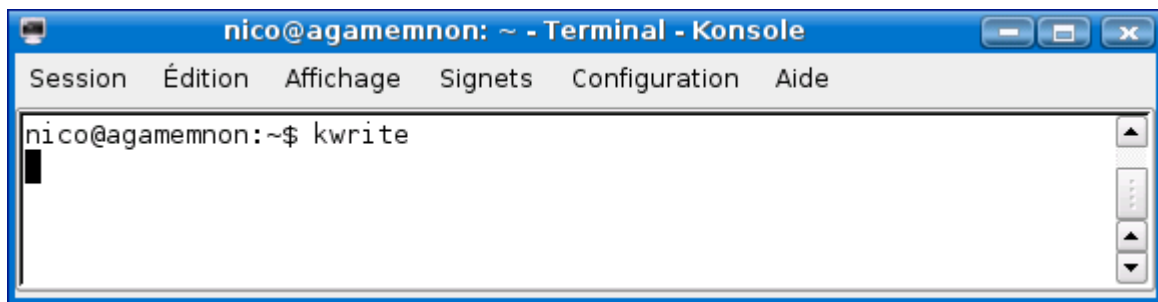 nico@agamemnon: ~ - Terminal - Konsole
Session Édition Affichage Signets Configuration Aide
nico@agamemnon:~$ kwrite